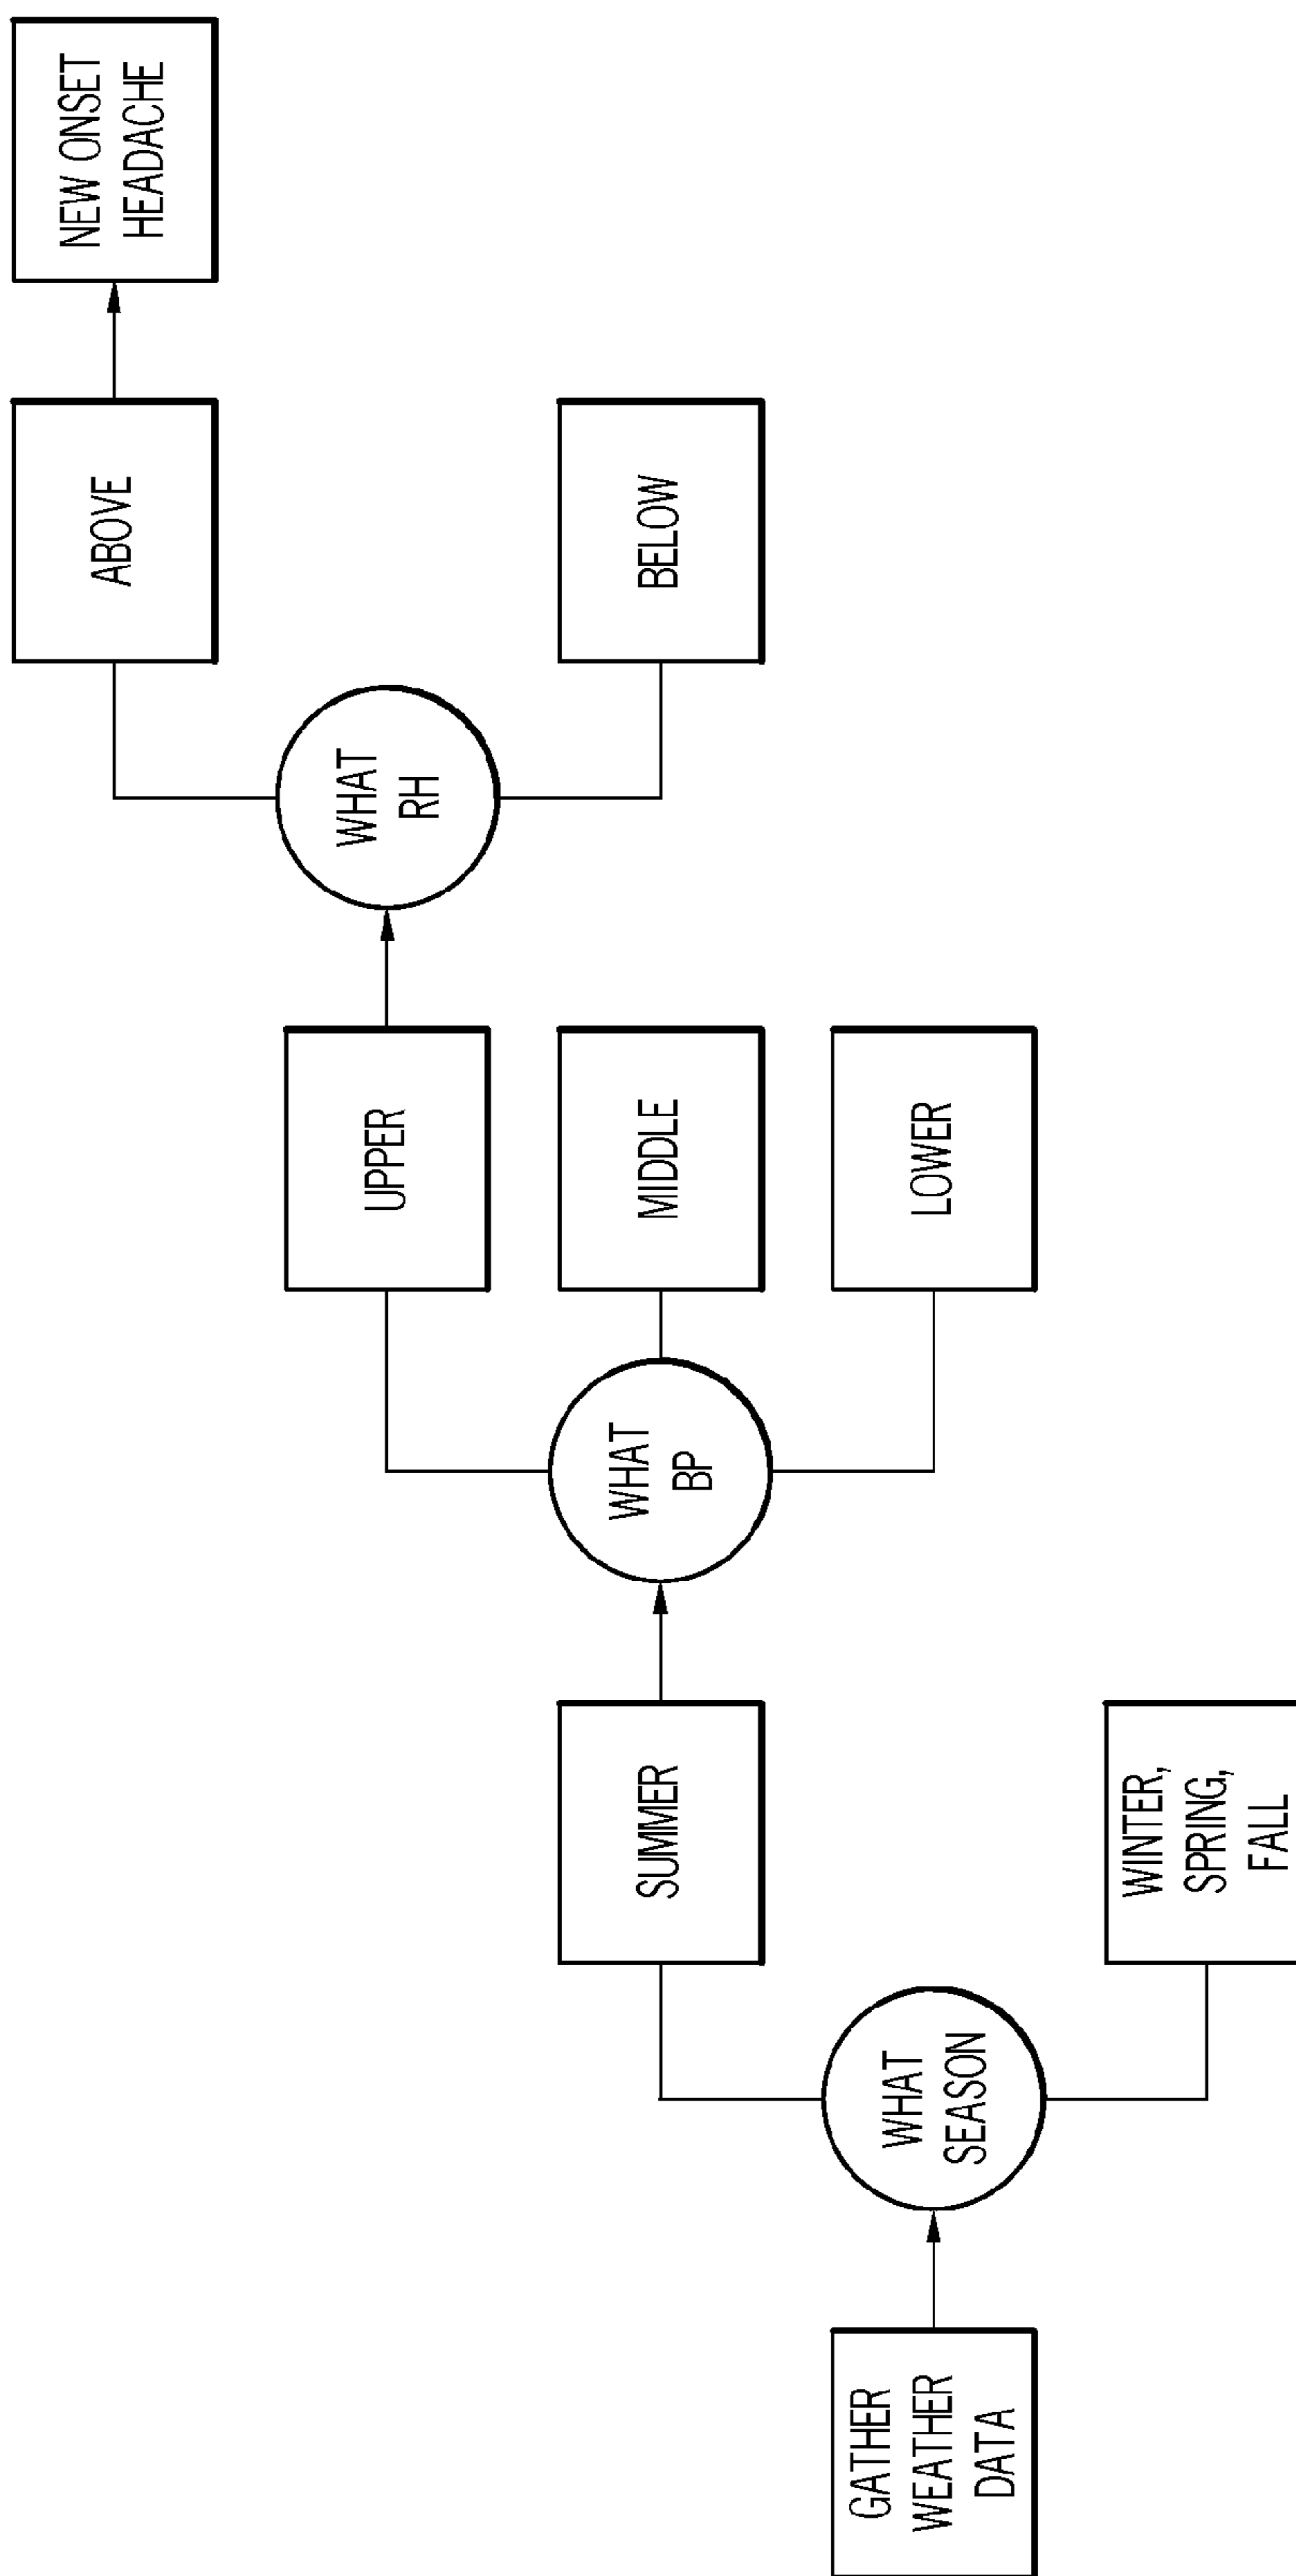 GATHER
WEATHER
DATA
WHAT
SEASON
SUMMER
WINTER,
SPRING,
FALL
WHAT
BP
UPPER
MIDDLE
LOWER
WHAT
RH
ABOVE
BELOW
NEW ONSET
HEADACHE